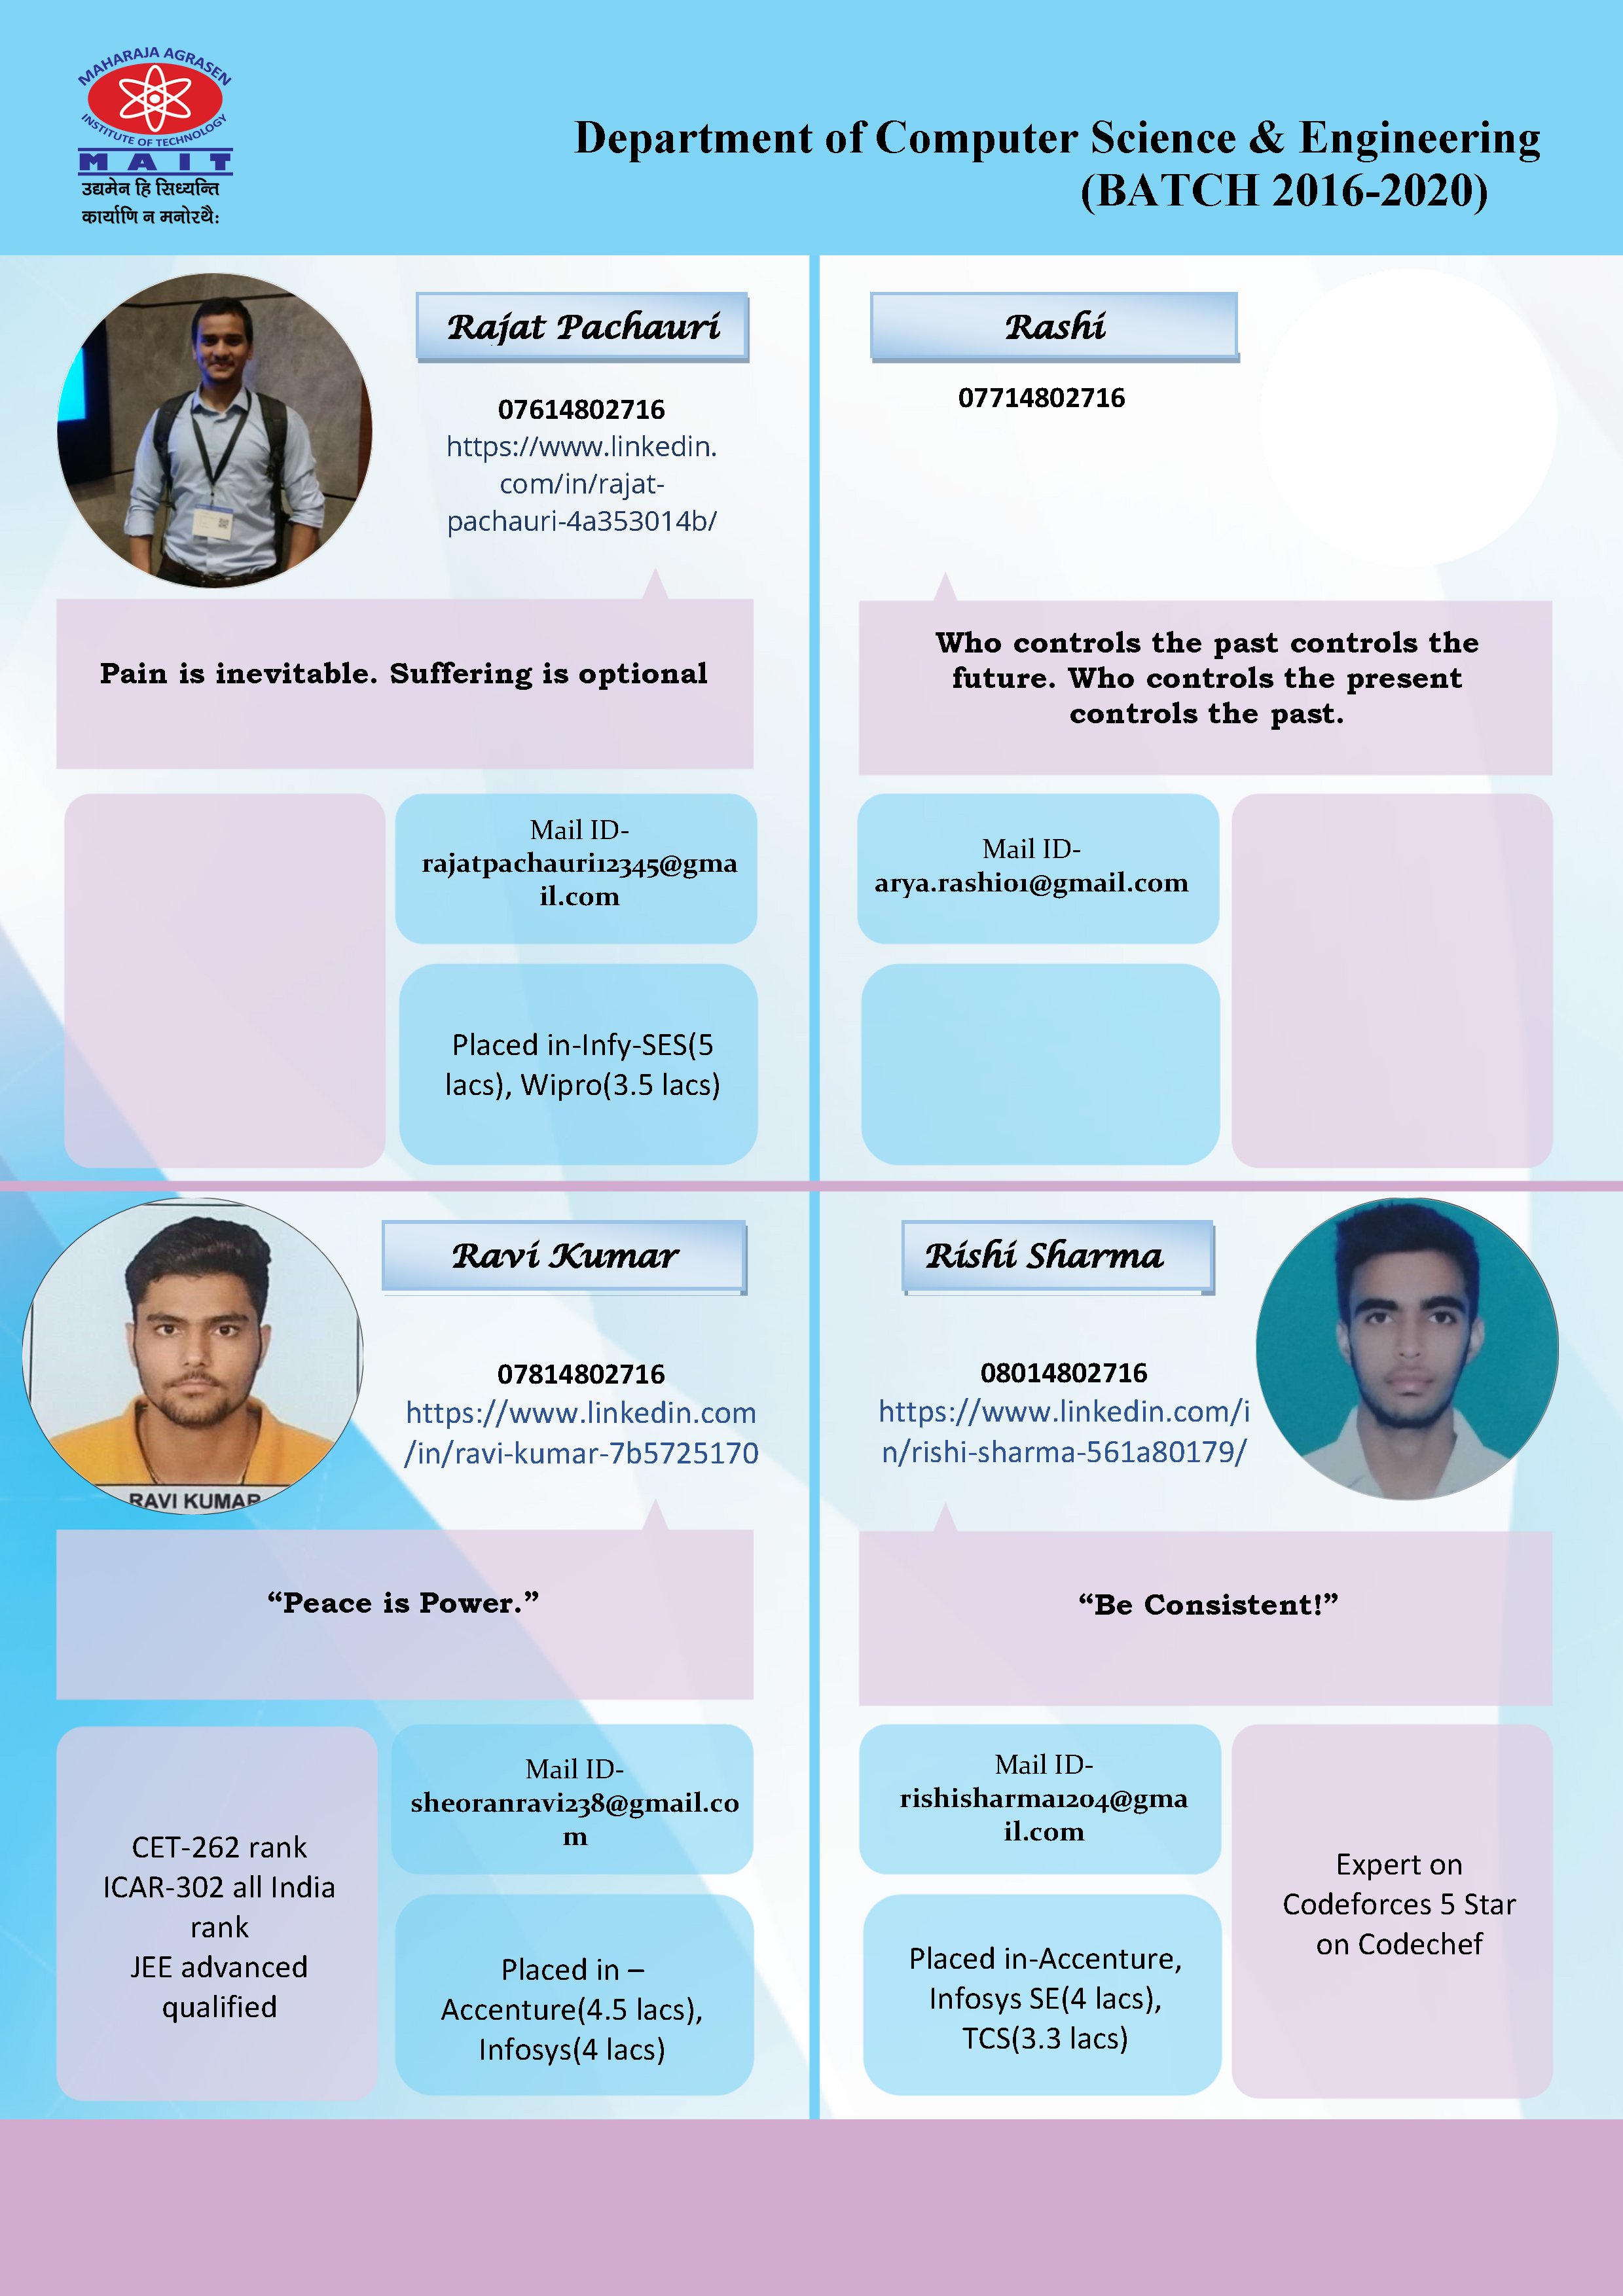 MAHARAJA AGRASEN
INSTITUTE OF TECHNOLOGY
MAIT
उद्यमेन हि सिध्यन्ति
कार्याणि न मनोरथै:
Department of Computer Science & Engineering
(BATCH 2016-2020)
Rajat Pachauri
07614802716
https://www.linkedin.
com/in/rajat-
pachauri-4a353014b/
Pain is inevitable. Suffering is optional
Mail ID-
rajatpachauri12345@gma
il.com
Placed in-Infy-SES(5
lacs), Wipro(3.5 lacs)
Rashi
07714802716
Who controls the past controls the
future. Who controls the present
controls the past.
Mail ID-
arya.rashi01@gmail.com
Ravi Kumar
07814802716
https://www.linkedin.com
/in/ravi-kumar-7b5725170
RAVI KUMAR
“Peace is Power.”
CET-262 rank
ICAR-302 all India
rank
JEE advanced
qualified
Mail ID-
sheoranravi238@gmail.co
m
Placed in –
Accenture(4.5 lacs),
Infosys(4 lacs)
Rishi Sharma
08014802716
https://www.linkedin.com/i
n/rishi-sharma-561a80179/
“Be Consistent!”
Mail ID-
rishisharma1204@gma
il.com
Placed in-Accenture,
Infosys SE(4 lacs),
TCS(3.3 lacs)
Expert on
Codeforces 5 Star
on Codechef